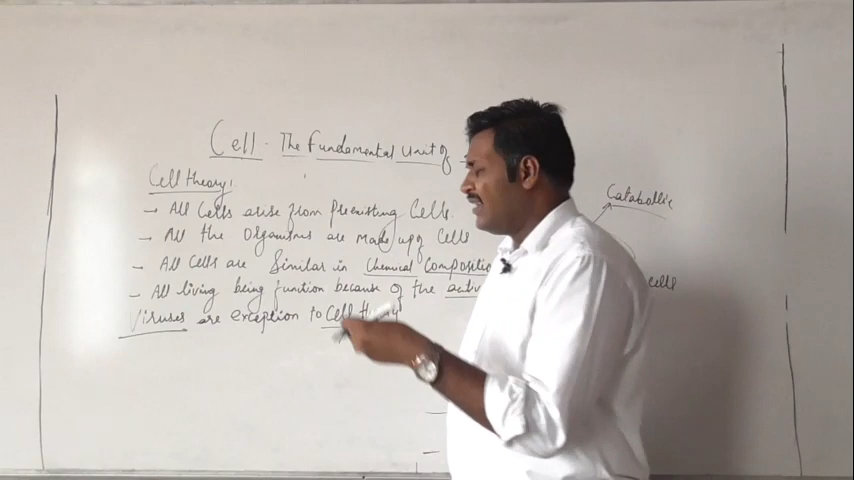 Cell - The Fundamental Unit of
Cell theory:
- All Cells arise from Preexisting Cells.
- All the Organisms are Made up of Cells
- All Cells are Similar in Chemical Composition
- All living being function because of the
Viruses are exception to Cell theory
Catabolic
cells